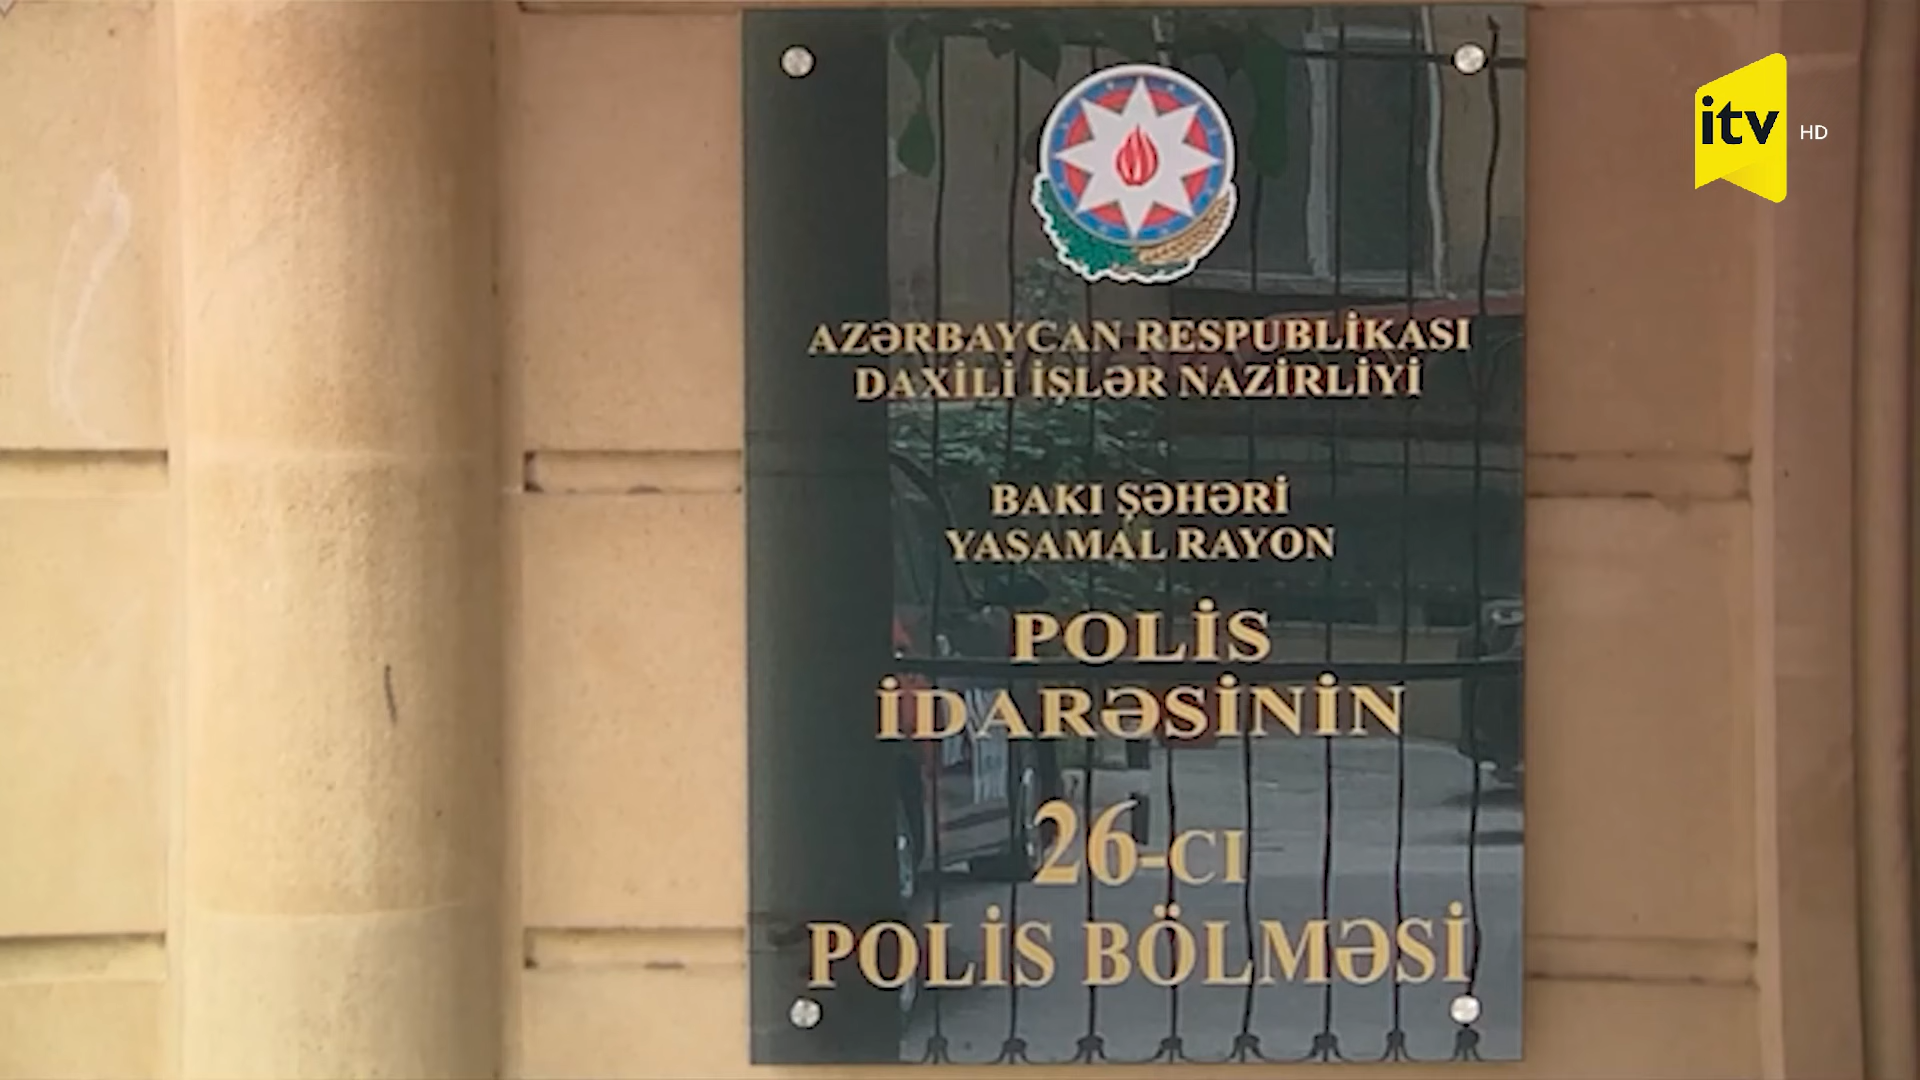 itv HD
AZƏRBAYCAN RESPUBLİKASI
DAXİLİ İŞLƏR NAZİRLİYİ
BAKI ŞƏHƏRİ
YASAMAL RAYON
POLİS
İDARƏSİNİN
26-CI
POLİS BÖLMƏSİ